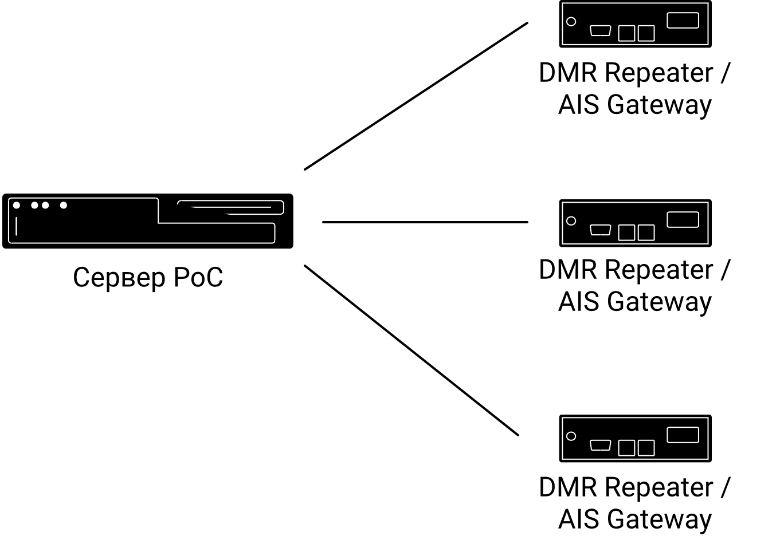 DMR Repeater /
AIS Gateway
Сервер PoC
DMR Repeater /
AIS Gateway
DMR Repeater /
AIS Gateway